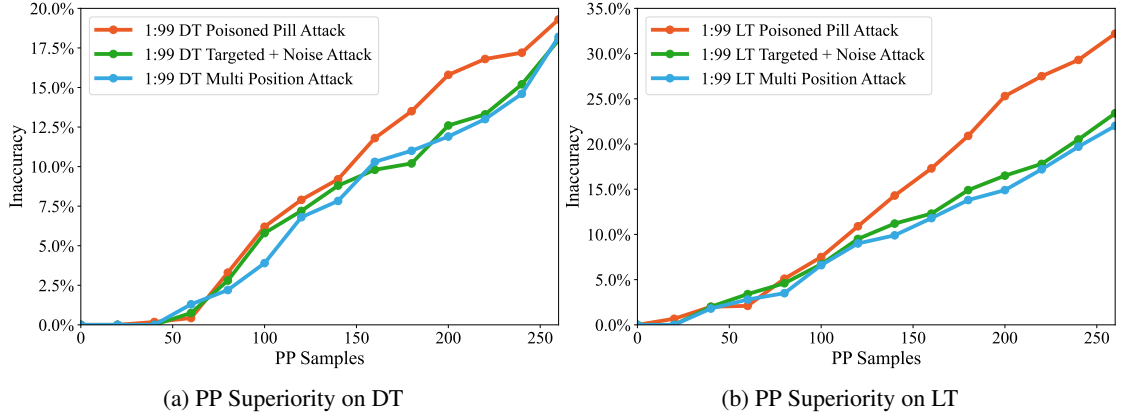 20.0%
17.5%
15.0%
12.5%
10.0%
7.5%
5.0%
2.5%
0.0%
Inaccuracy
1:99 DT Poisoned Pill Attack
1:99 DT Targeted + Noise Attack
1:99 DT Multi Position Attack
0
50
100
150
200
250
PP Samples
(a) PP Superiority on DT
35.0%
30.0%
25.0%
20.0%
15.0%
10.0%
5.0%
0.0%
Inaccuracy
1:99 LT Poisoned Pill Attack
1:99 LT Targeted + Noise Attack
1:99 LT Multi Position Attack
0
50
100
150
200
250
PP Samples
(b) PP Superiority on LT